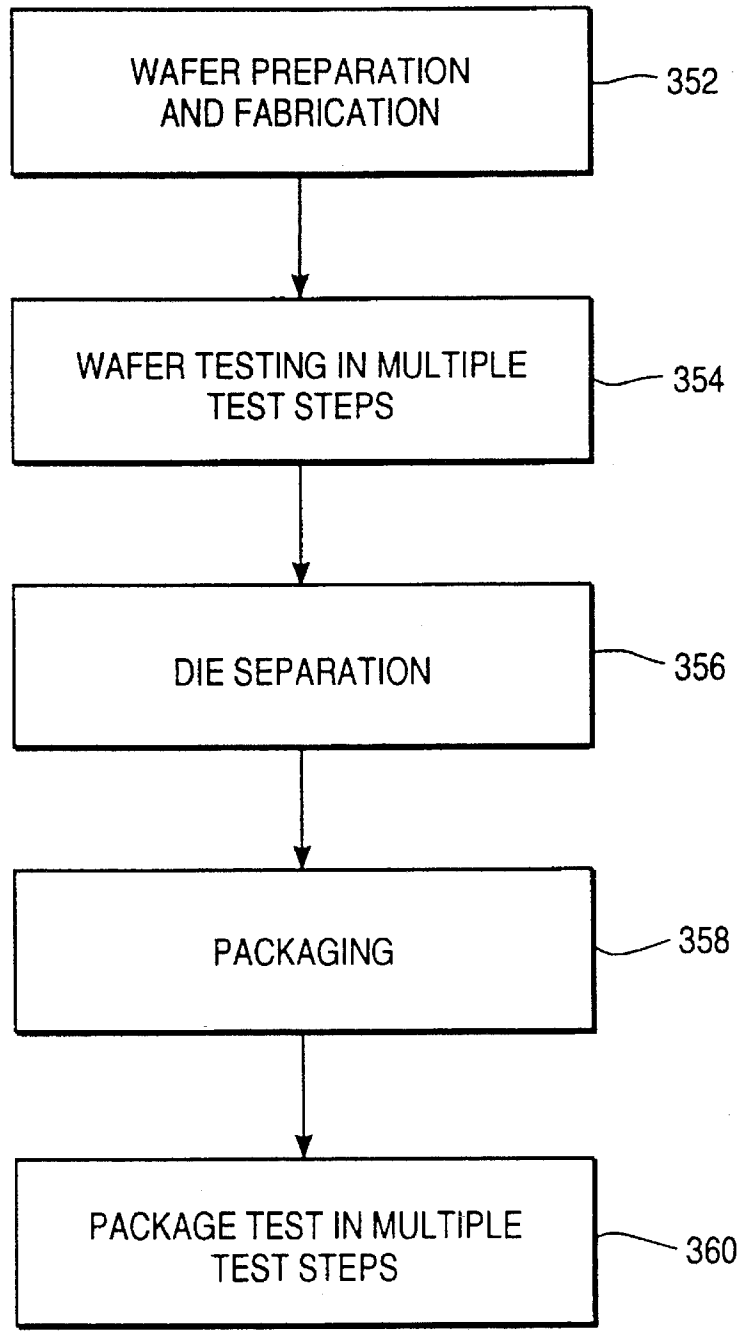 WAFER PREPARATION
AND FABRICATION
352
WAFER TESTING IN MULTIPLE
TEST STEPS
354
DIE SEPARATION
356
PACKAGING
358
PACKAGE TEST IN MULTIPLE
TEST STEPS
360